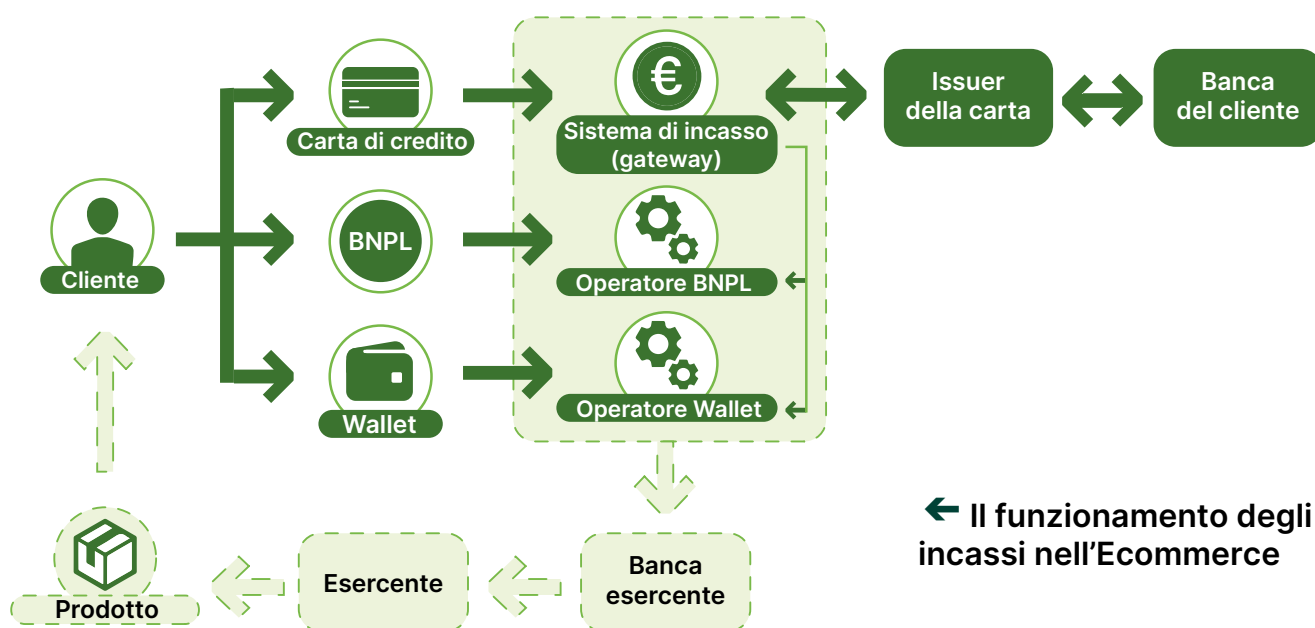 Carta di credito
€
Sistema di incasso
(gateway)
Issuer
della carta
Banca
del cliente
Cliente
BNPL
Operatore BNPL
Wallet
Operatore Wallet
Il funzionamento degli
incassi nell’Ecommerce
Prodotto
Esercente
Banca
esercente